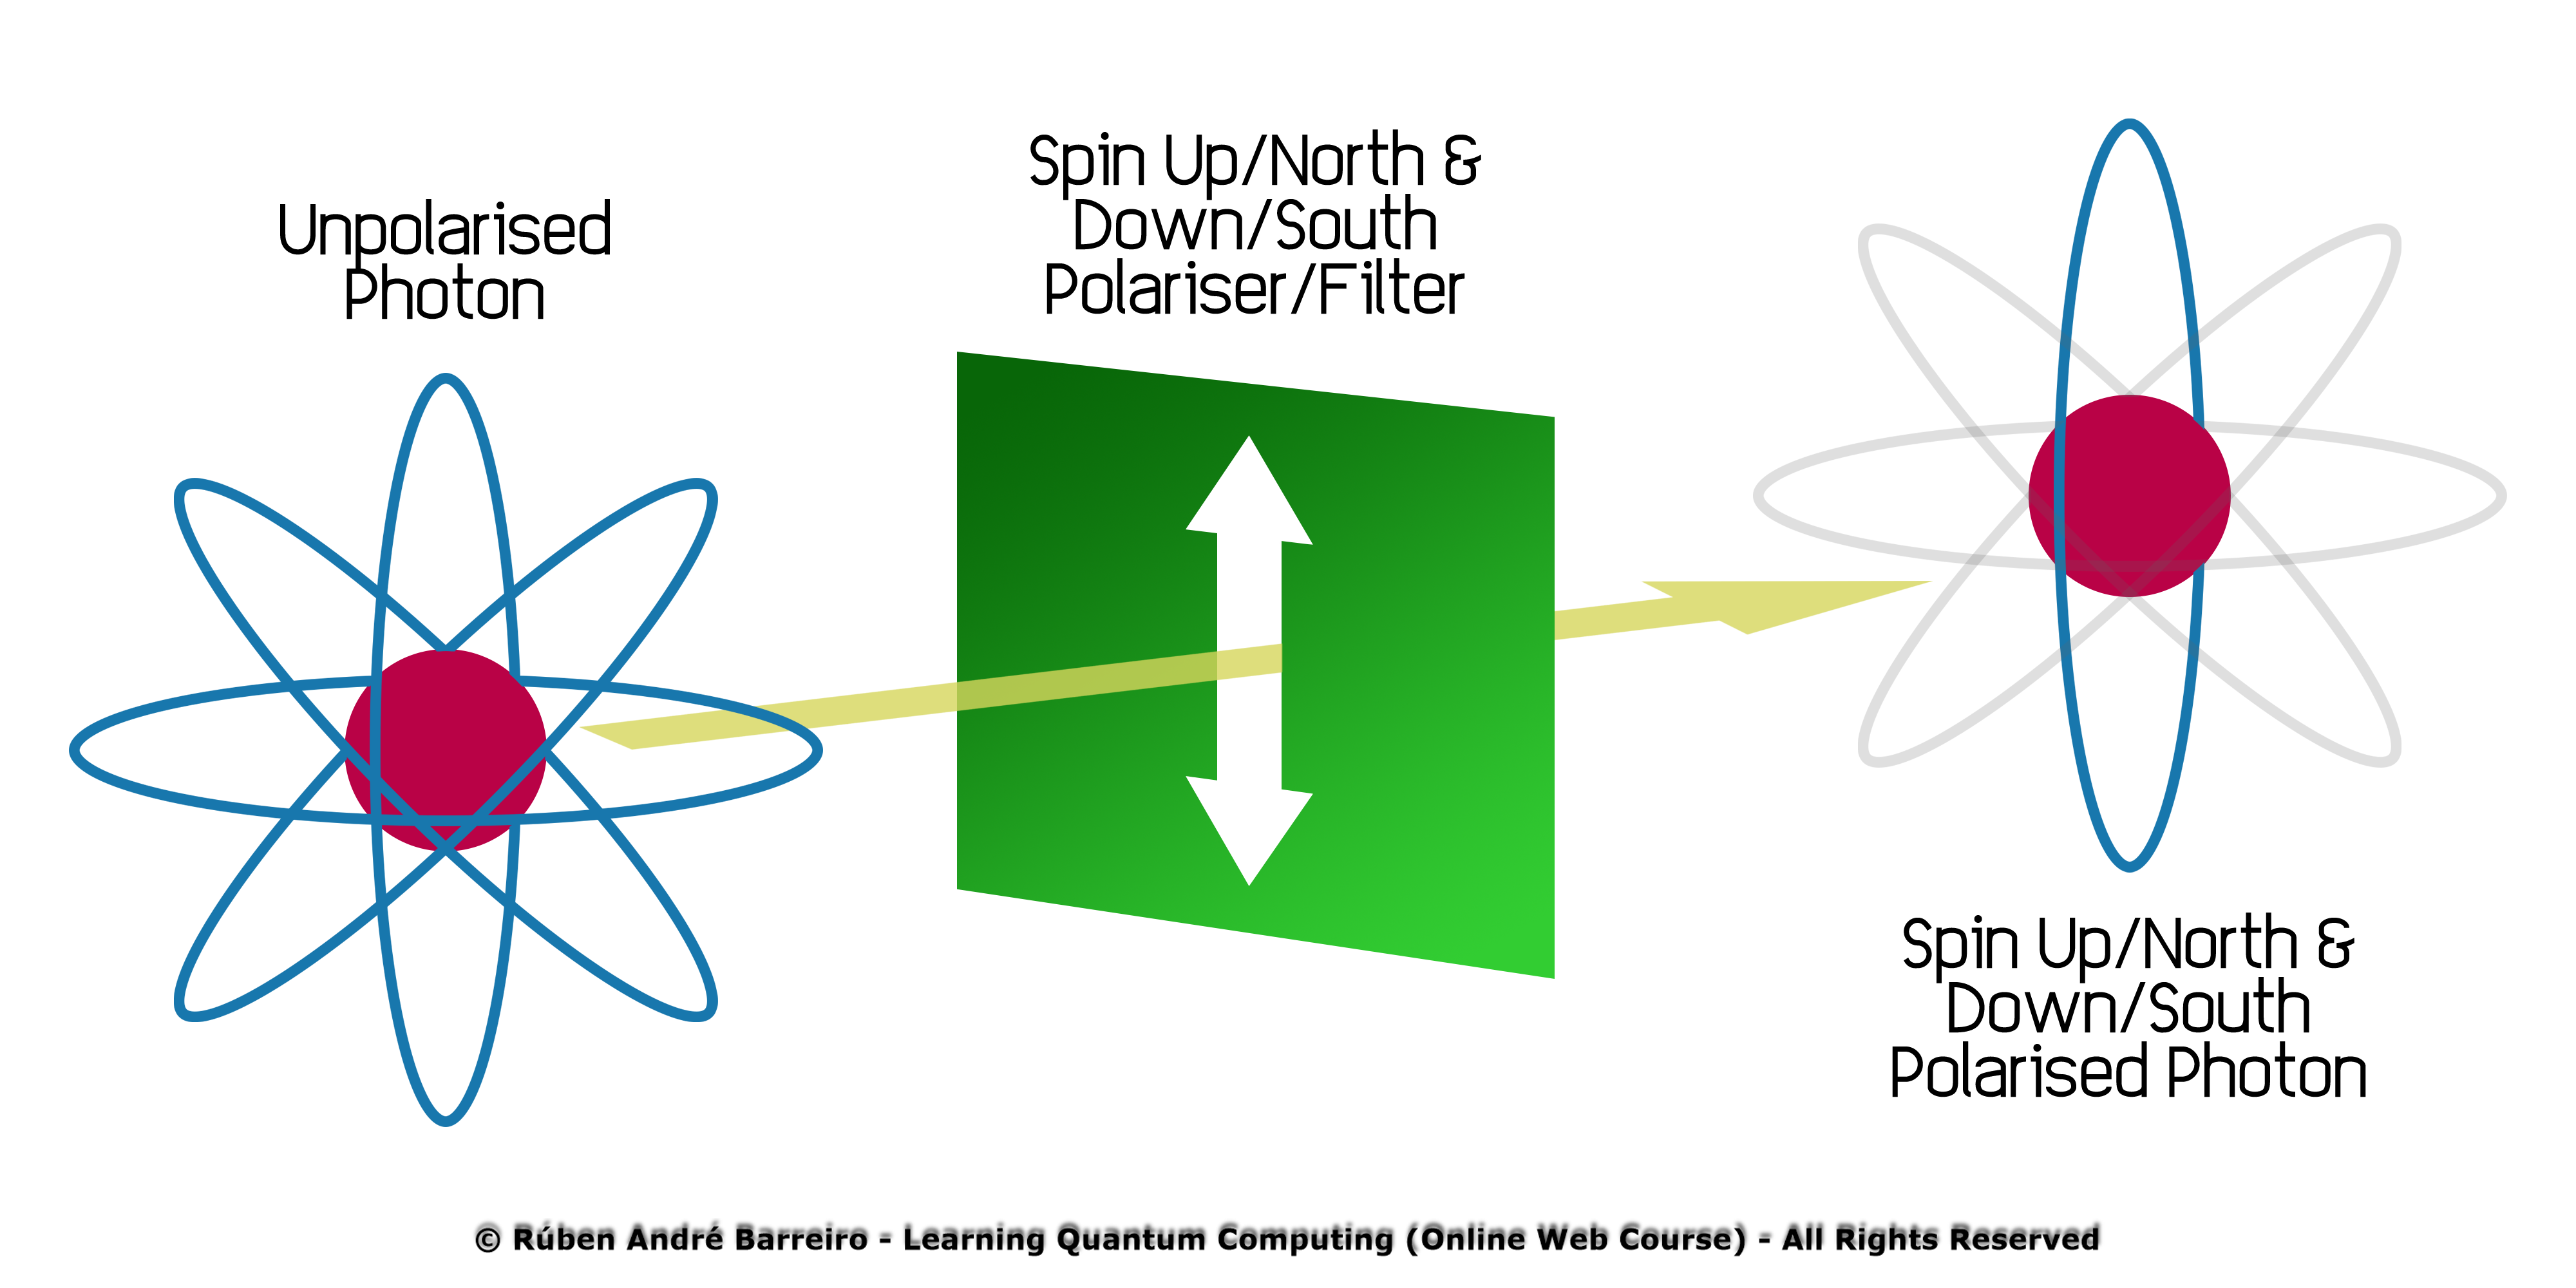 Unpolarised
Photon
Spin Up/North &
Down/South
Polariser/Filter
Spin Up/North &
Down/South
Polarised Photon
© Rúben André Barreiro - Learning Quantum Computing (Online Web Course) - All Rights Reserved